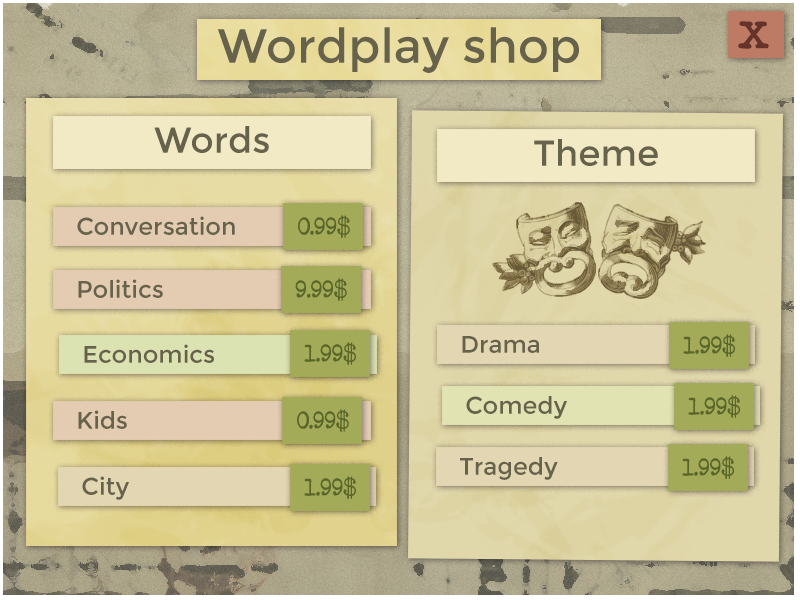 Wordplay shop
X
Words
Conversation 0.99$
Politics 9.99$
Economics 1.99$
Kids 0.99$
City 1.99$
Theme
Drama 1.99$
Comedy 1.99$
Tragedy 1.99$